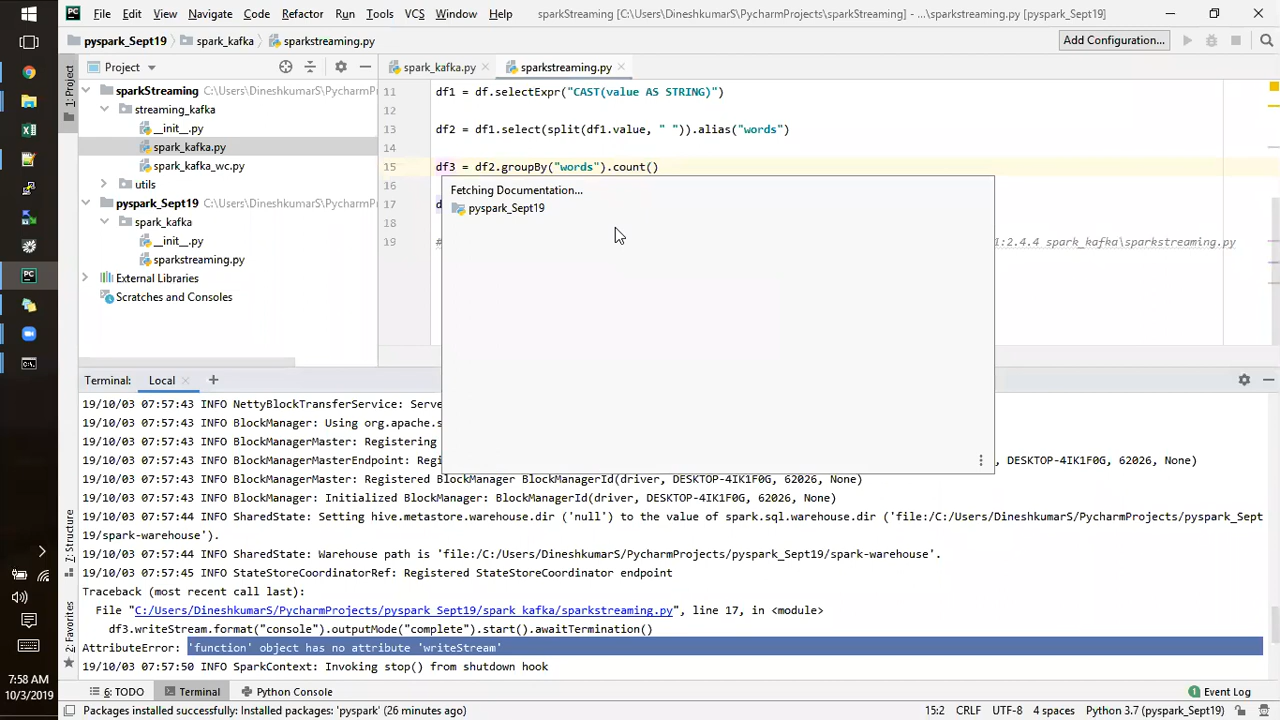 File Edit View Navigate Code Refactor Run Tools VCS Window Help sparkStreaming [C:\Users\DineshkumarS\PycharmProjects\sparkStreaming] - ...\sparkstreaming.py [pyspark_Sept19]
pyspark_Sept19 spark_kafka sparkstreaming.py Add Configuration...
1: Project Project spark_kafka.py sparkstreaming.py
sparkStreaming C:\Users\DineshkumarS\PycharmP
streaming_kafka
__init__.py
spark_kafka.py
spark_kafka_wc.py
utils
pyspark_Sept19 C:\Users\DineshkumarS\Pycharm
spark_kafka
__init__.py
sparkstreaming.py
External Libraries
Scratches and Consoles
11 df1 = df.selectExpr("CAST(value AS STRING)")
12
13 df2 = df1.select(split(df1.value, " ")).alias("words")
14
15 df3 = df2.groupBy("words").count()
16
17 d
18
19 # 1:2.4.4 spark_kafka\sparkstreaming.py
Fetching Documentation...
pyspark_Sept19
Terminal: Local +
19/10/03 07:57:43 INFO NettyBlockTransferService: Serve
19/10/03 07:57:43 INFO BlockManager: Using org.apache.s
19/10/03 07:57:43 INFO BlockManagerMaster: Registering
19/10/03 07:57:43 INFO BlockManagerMasterEndpoint: Reg , DESKTOP-4IK1F0G, 62026, None)
19/10/03 07:57:43 INFO BlockManagerMaster: Registered BlockManager BlockManagerId(driver, DESKTOP-4IK1F0G, 62026, None)
19/10/03 07:57:43 INFO BlockManager: Initialized BlockManager: BlockManagerId(driver, DESKTOP-4IK1F0G, 62026, None)
19/10/03 07:57:44 INFO SharedState: Setting hive.metastore.warehouse.dir ('null') to the value of spark.sql.warehouse.dir ('file:/C:/Users/DineshkumarS/PycharmProjects/pyspark_Sept
19/spark-warehouse').
19/10/03 07:57:44 INFO SharedState: Warehouse path is 'file:/C:/Users/DineshkumarS/PycharmProjects/pyspark_Sept19/spark-warehouse'.
19/10/03 07:57:45 INFO StateStoreCoordinatorRef: Registered StateStoreCoordinator endpoint
Traceback (most recent call last):
File "C:/Users/DineshkumarS/PycharmProjects/pyspark_Sept19/spark_kafka/sparkstreaming.py", line 17, in <module>
df3.writeStream.format("console").outputMode("complete").start().awaitTermination()
AttributeError: 'function' object has no attribute 'writeStream'
19/10/03 07:57:50 INFO SparkContext: Invoking stop() from shutdown hook
7: Structure
2: Favorites
6: TODO Terminal Python Console Event Log
Packages installed successfully: Installed packages: 'pyspark' (26 minutes ago) 15:2 CRLF UTF-8 4 spaces Python 3.7 (pyspark_Sept19)
7:58 AM
10/3/2019